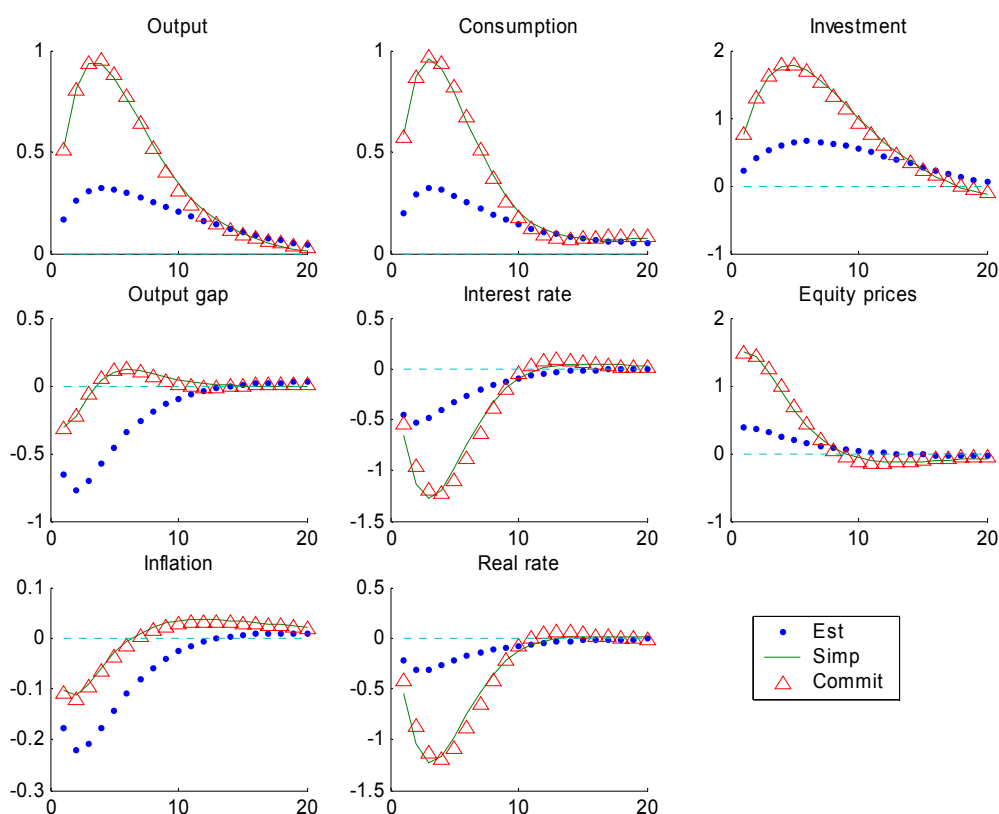 Output
1
0.5
0
0 10 20
Consumption
1
0.5
0
0 10 20
Investment
2
1
0
-1
0 10 20
Output gap
0.5
0
-0.5
-1
0 10 20
Interest rate
0.5
0
-0.5
-1
-1.5
0 10 20
Equity prices
2
1
0
-1
0 10 20
Inflation
0.1
0
-0.1
-0.2
-0.3
0 10 20
Real rate
0.5
0
-0.5
-1
-1.5
0 10 20
Est
Simp
Commit